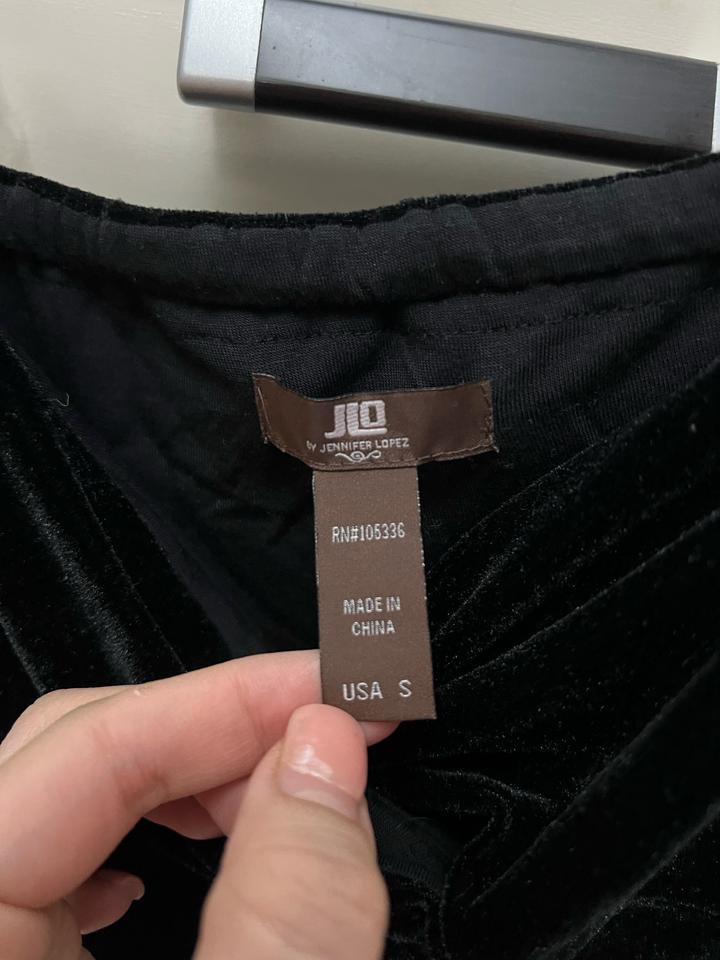 JLO
by JENNIFER LOPEZ
RN#105336
MADE IN
CHINA
USA S